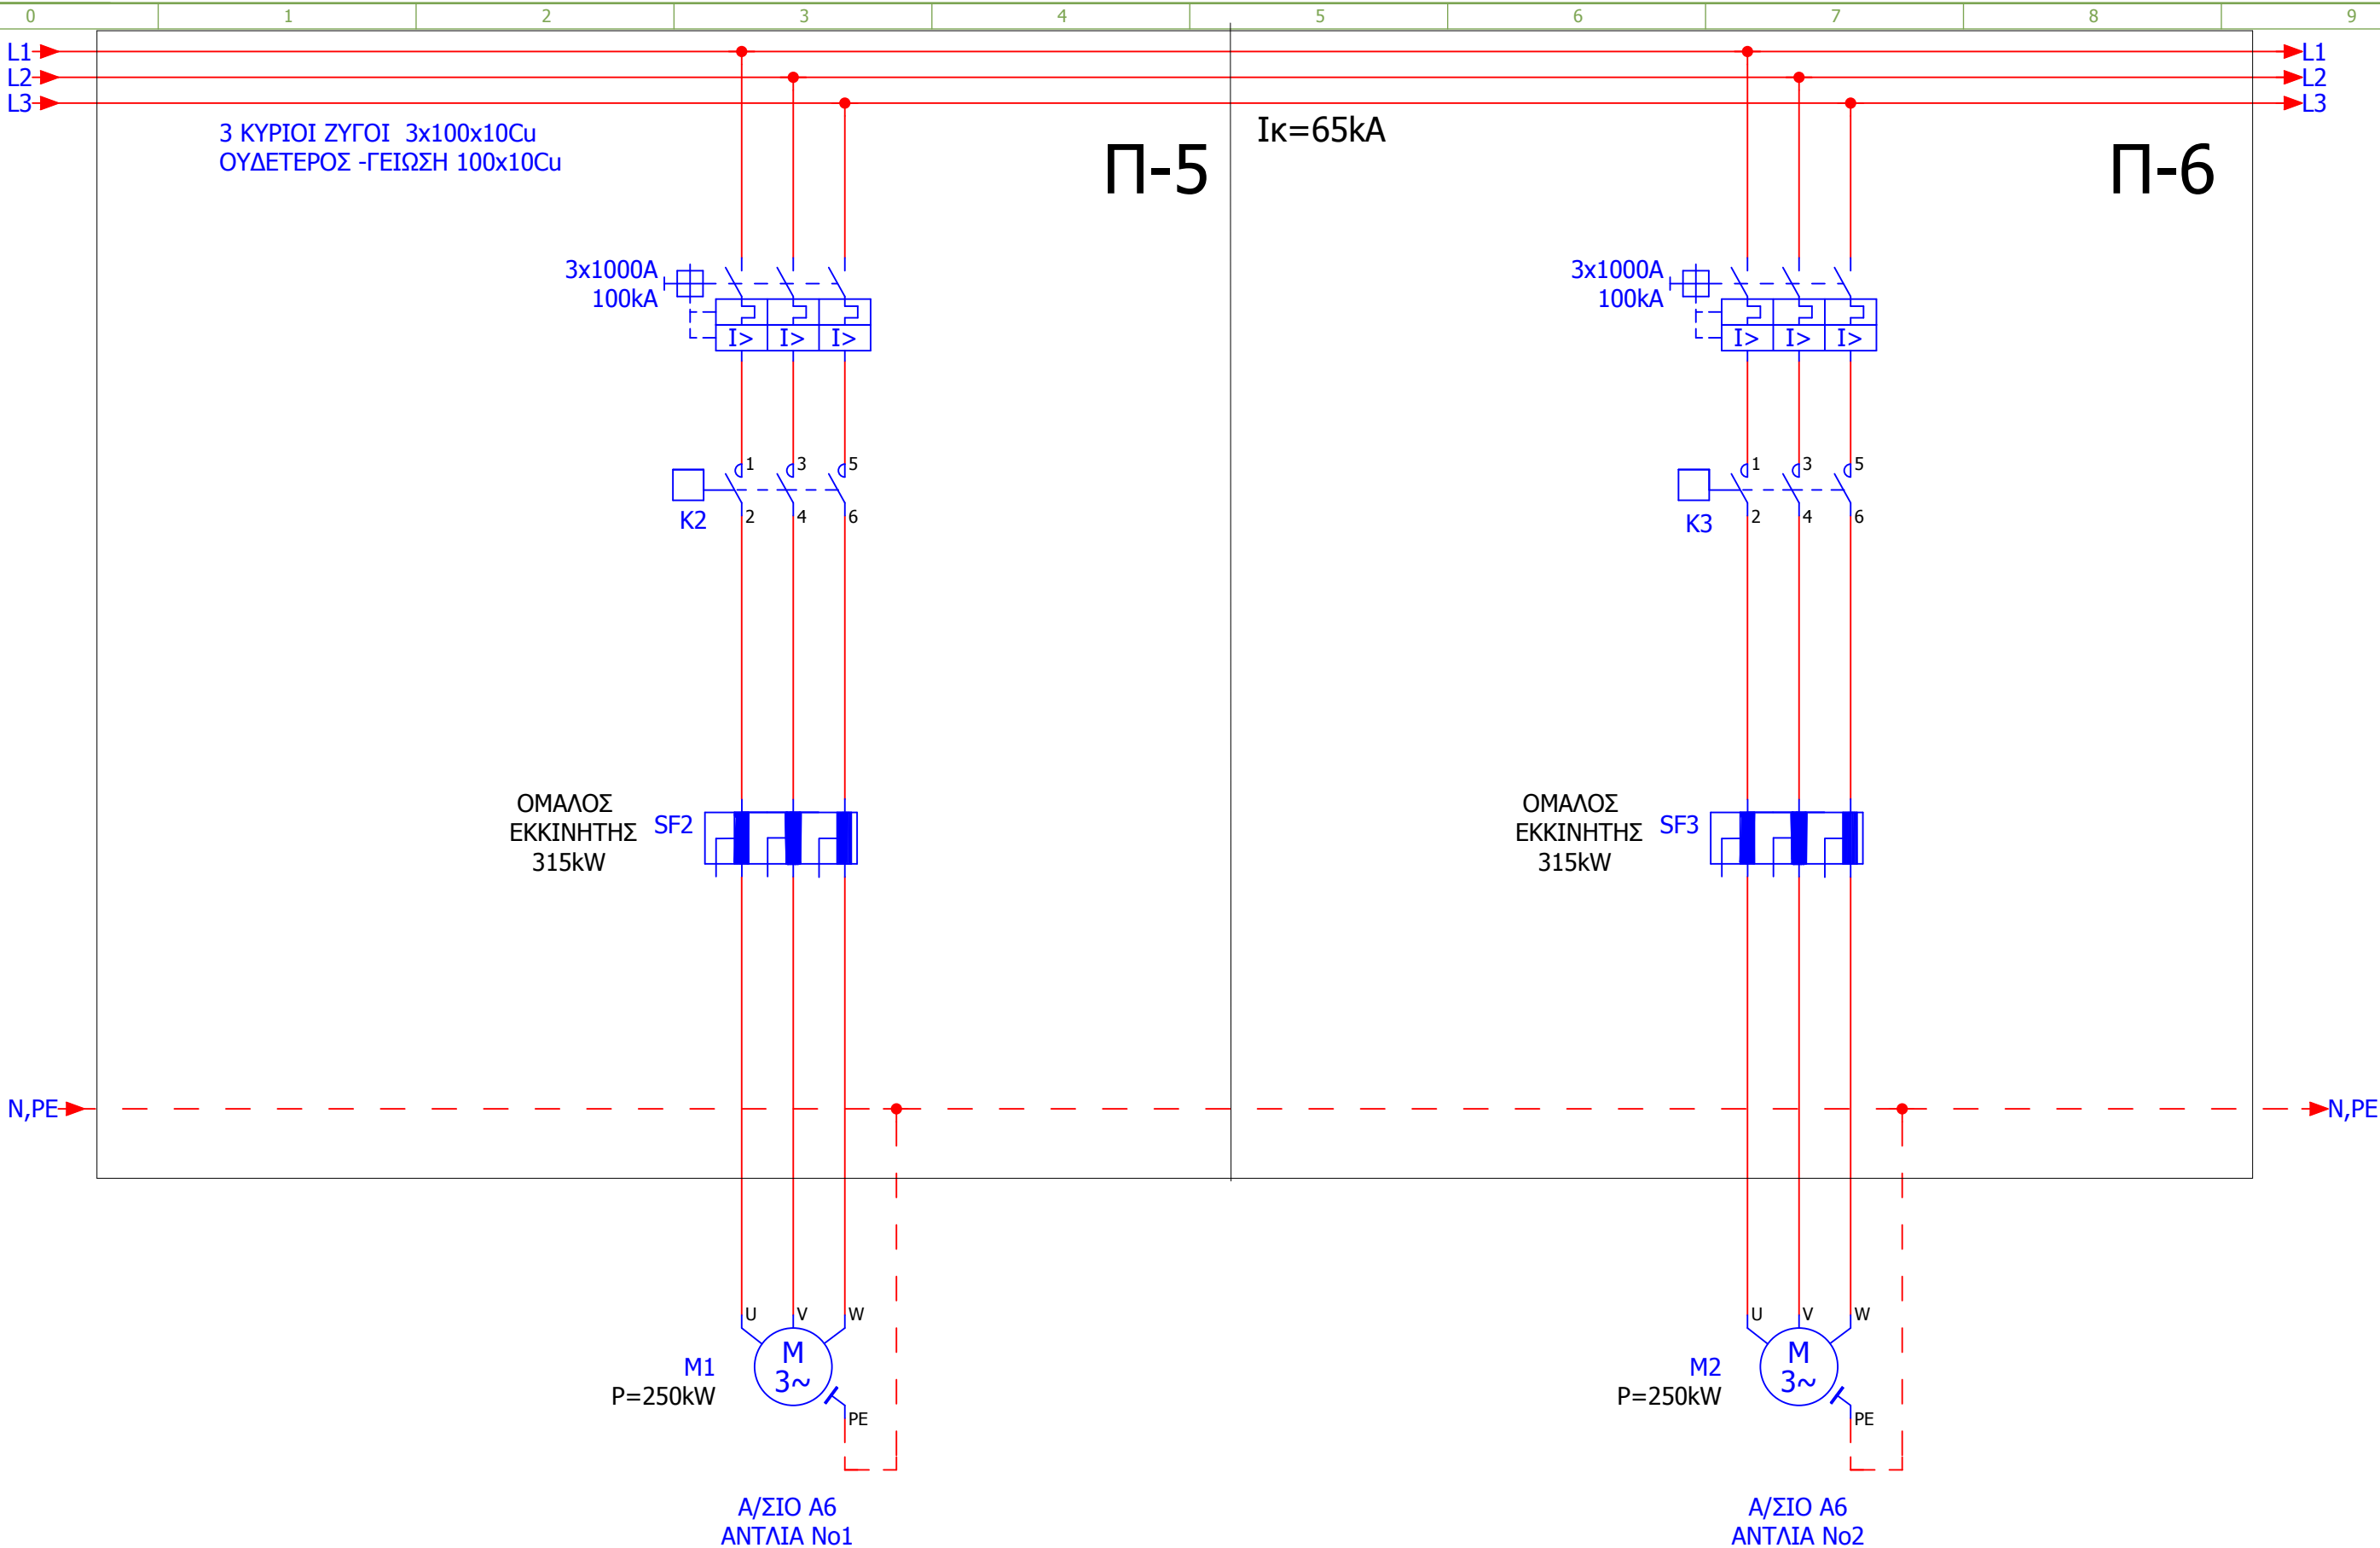 0 1 2 3 4 5 6 7 8 9
L1 L1
L2 L2
L3 L3
3 ΚΥΡΙΟΙ ΖΥΓΟΙ 3x100x10Cu
ΟΥΔΕΤΕΡΟΣ -ΓΕΙΩΣΗ 100x10Cu
Π-5
Iκ=65kA
Π-6
3x1000A
100kA
I> I> I>
3x1000A
100kA
I> I> I>
1 3 5
K2
2 4 6
1 3 5
K3
2 4 6
ΟΜΑΛΟΣ
ΕΚΚΙΝΗΤΗΣ
315kW
SF2
ΟΜΑΛΟΣ
ΕΚΚΙΝΗΤΗΣ
315kW
SF3
N,PE N,PE
U V W
M
3~
M1
P=250kW
PE
U V W
M
3~
M2
P=250kW
PE
Α/ΣΙΟ Α6
ΑΝΤΛΙΑ Νο1
Α/ΣΙΟ Α6
ΑΝΤΛΙΑ Νο2